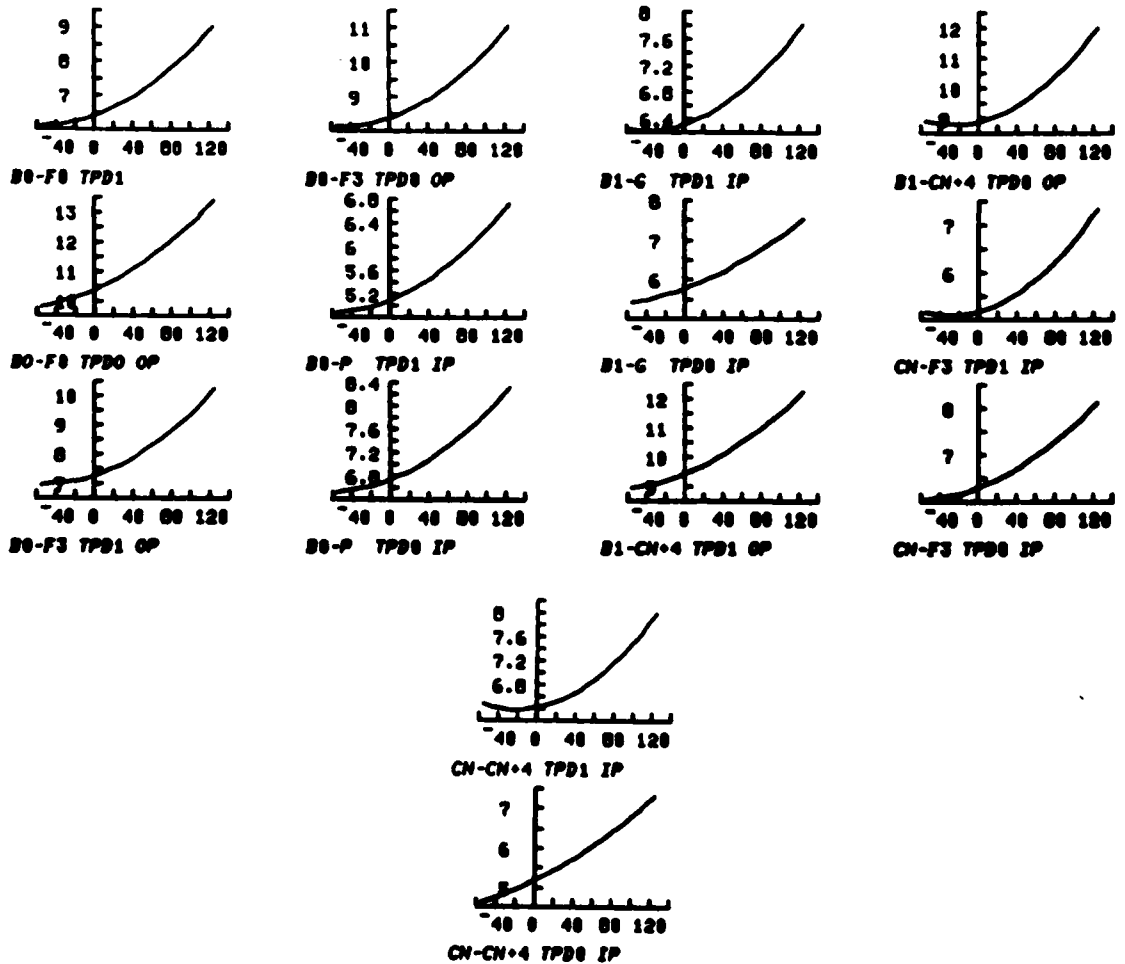 9
8
7
-40 0 40 80 120
B0-F0 TPD1
11
10
9
-40 0 40 80 120
B0-F3 TPD0 OP
8
7.6
7.2
6.8
6.4
-40 0 40 80 120
B1-G TPD1 IP
12
11
10
9
-40 0 40 80 120
B1-CN+4 TPD0 OP
13
12
11
10
-40 0 40 80 120
B0-F0 TPD0 OP
6.8
6.4
6
5.6
5.2
-40 0 40 80 120
B0-P TPD1 IP
8
7
6
-40 0 40 80 120
B1-G TPD0 IP
7
6
-40 0 40 80 120
CN-F3 TPD1 IP
10
9
8
7
-40 0 40 80 120
B0-F3 TPD1 OP
8.4
8
7.6
7.2
6.8
-40 0 40 80 120
B0-P TPD0 IP
12
11
10
9
-40 0 40 80 120
B1-CN+4 TPD1 OP
8
7
-40 0 40 80 120
CN-F3 TPD0 IP
8
7.6
7.2
6.8
-40 0 40 80 120
CN-CN+4 TPD1 IP
7
6
5
-40 0 40 80 120
CN-CN+4 TPD0 IP